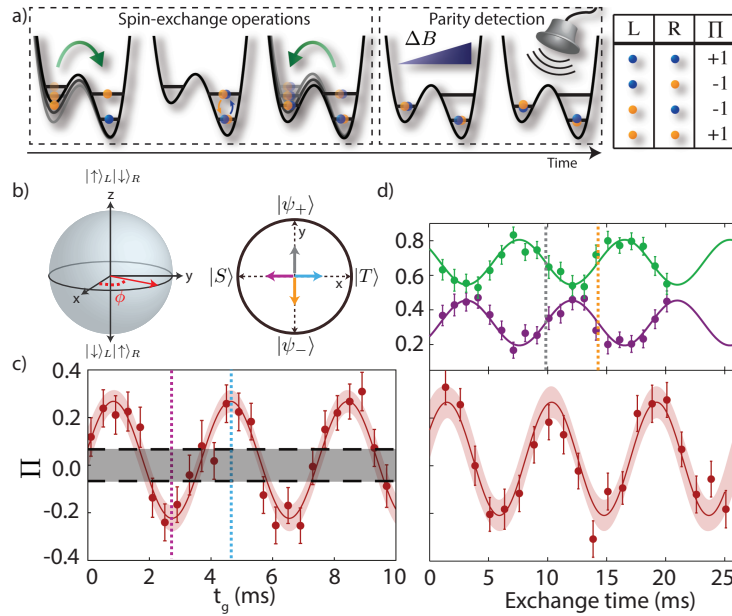 a) Spin-exchange operations Parity detection
ΔB
L R Π
+1
-1
-1
+1
Time
b)
|↑⟩L|↓⟩R
z
y
x
ϕ
|↓⟩L|↑⟩R
|ψ+⟩
y
|S⟩ x |T⟩
|ψ−⟩
c)
Π
0.4
0.2
0.0
-0.2
-0.4
0 2 4 6 8 10
t_g (ms)
d)
0.8
0.6
0.4
0.2
0 5 10 15 20 25
Exchange time (ms)